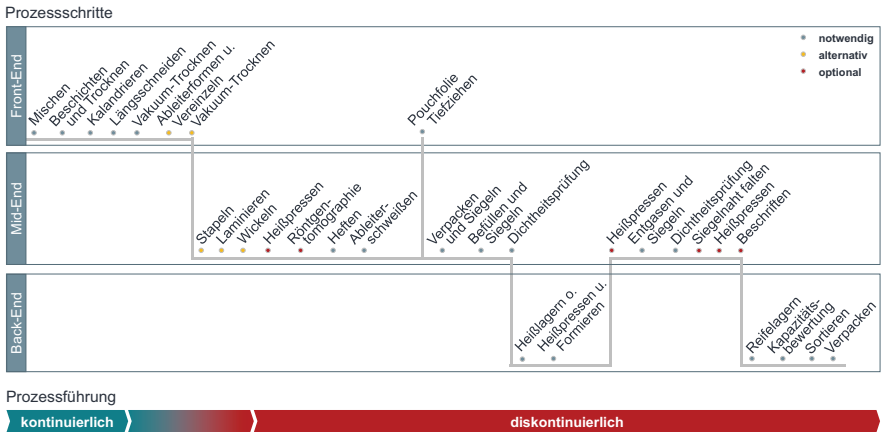 Prozessschritte
Front-End
Mischen
Beschichten
und Trocknen
Kalandrieren
Längsschneiden
Vakuum-Trocknen
Ableiterformen u.
Vereinzeln
Vakuum-Trocknen
Pouchfolie
Tiefziehen
notwendig
alternativ
optional
Mid-End
Stapeln
Laminieren
Wickeln
Heißpressen
Röntgen-
tomographie
Heften
Ableiter-
schweißen
Verpacken
und Siegeln
Befüllen und
Siegeln
Dichtheitsprüfung
Heißpressen
Entgasen und
Siegeln
Dichtheitsprüfung
Siegelnaht falten
Heißpressen
Beschriften
Back-End
Heißlagern o.
Heißpressen u.
Formieren
Reifelagern
Kapazitäts-
bewertung
Sortieren
Verpacken
Prozessführung
kontinuierlich
diskontinuierlich